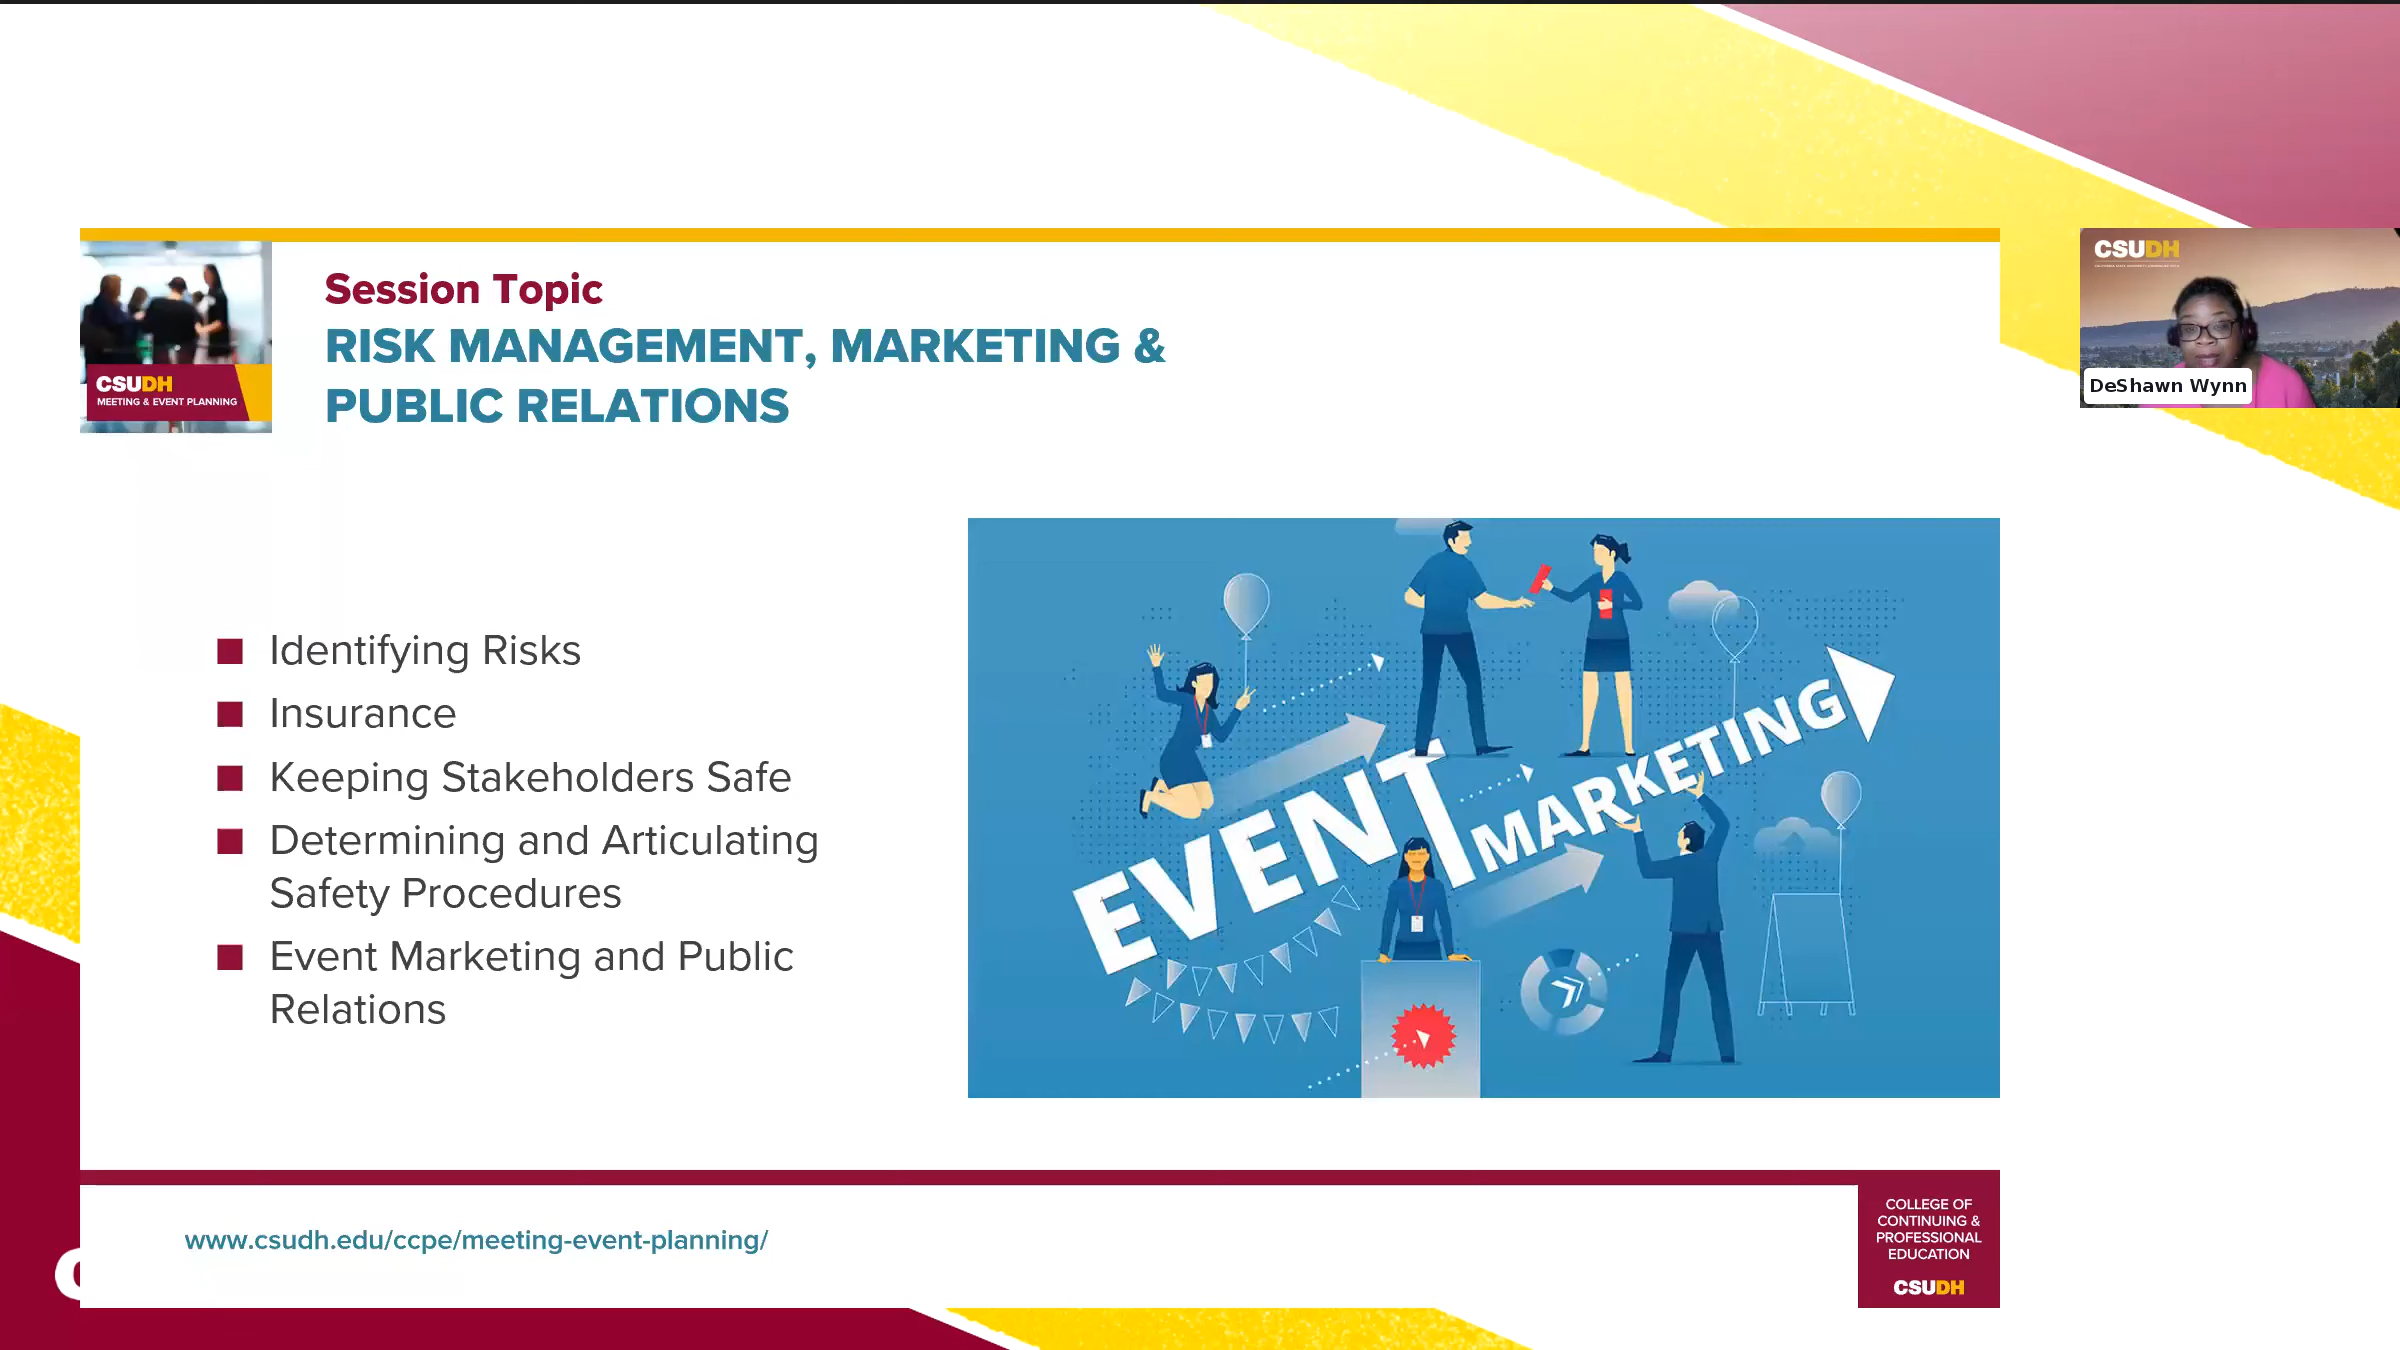 Session Topic
RISK MANAGEMENT, MARKETING &
PUBLIC RELATIONS
CSUDH
MEETING & EVENT PLANNING
CSUDH
DeShawn Wynn
Identifying Risks
Insurance
Keeping Stakeholders Safe
Determining and Articulating
Safety Procedures
Event Marketing and Public
Relations
EVENT MARKETING
www.csudh.edu/ccpe/meeting-event-planning/
COLLEGE OF
CONTINUING &
PROFESSIONAL
EDUCATION
CSUDH